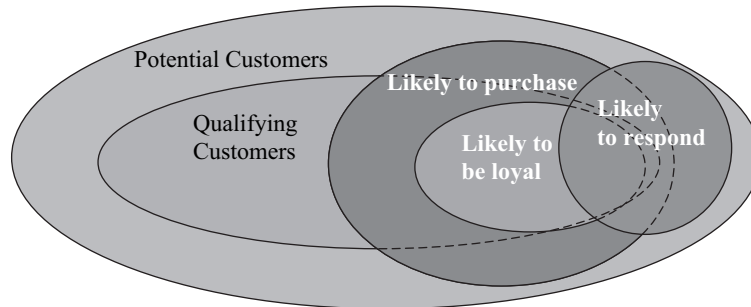 Potential Customers
Likely to purchase
Qualifying
Customers
Likely
to respond
Likely to
be loyal